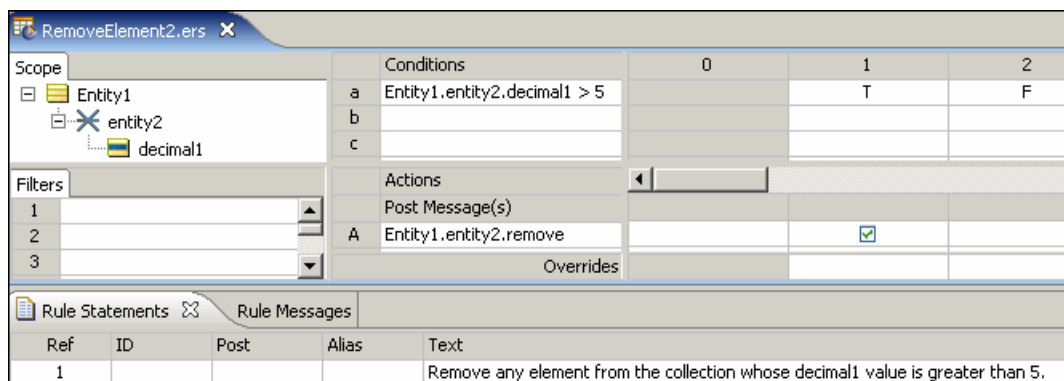 RemoveElement2.ers
Scope
Conditions 0 1 2
Entity1
a Entity1.entity2.decimal1 > 5 T F
entity2
b
decimal1
c
Filters
Actions
1
Post Message(s)
2
A Entity1.entity2.remove
3
Overrides
Rule Statements Rule Messages
Ref ID Post Alias Text
1 Remove any element from the collection whose decimal1 value is greater than 5.